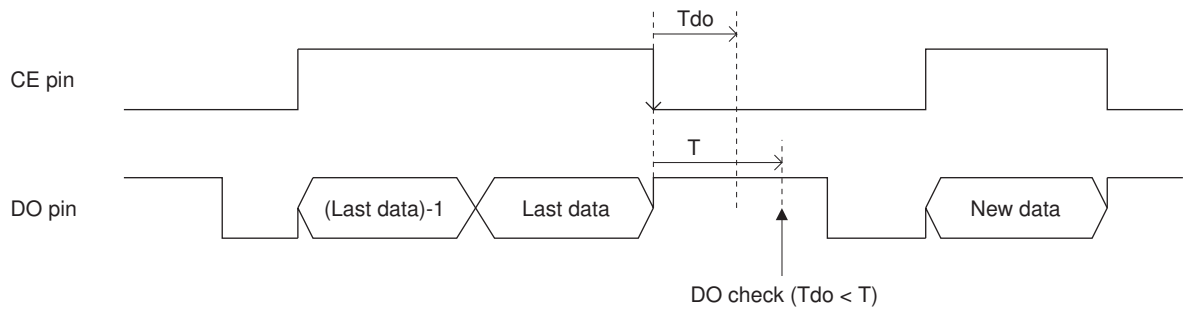 Tdo
CE pin
T
DO pin
(Last data)-1
Last data
New data
DO check (Tdo < T)